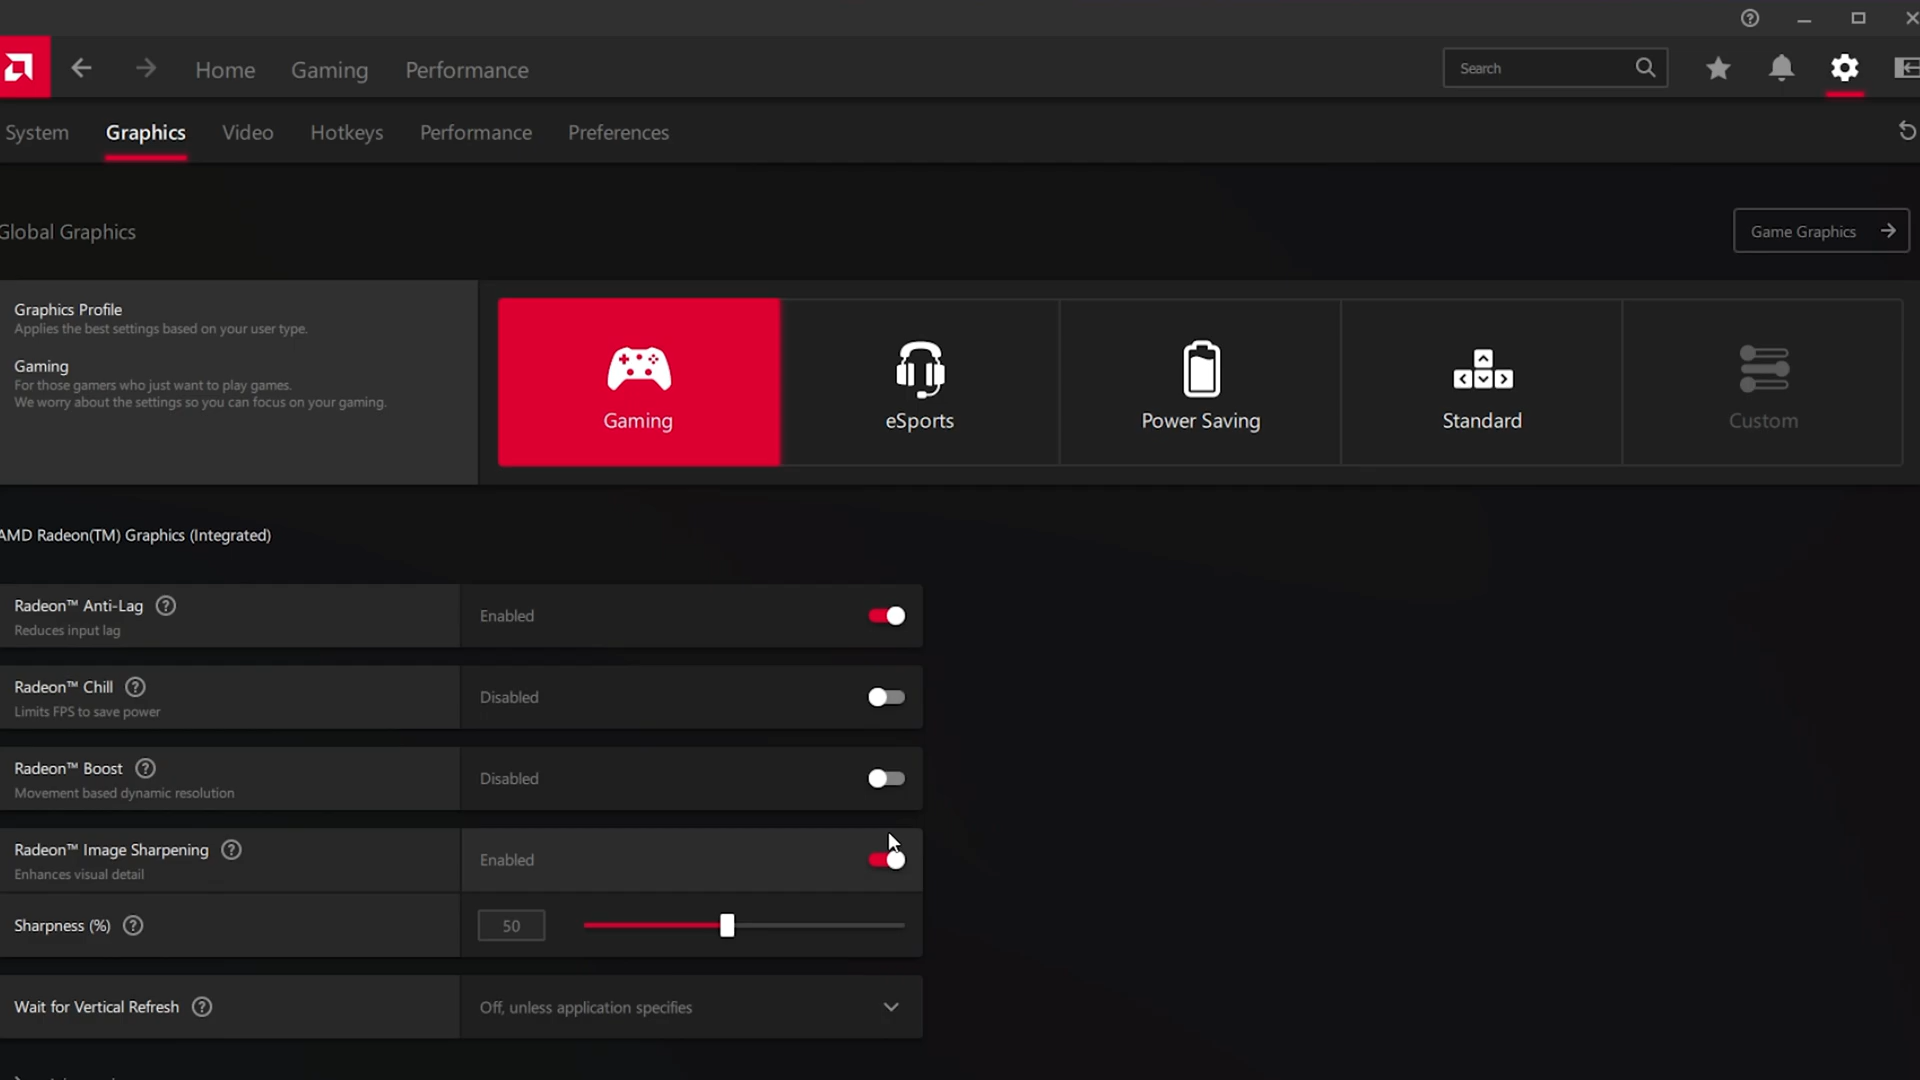 Home Gaming Performance
Search
System Graphics Video Hotkeys Performance Preferences
Global Graphics
Game Graphics
Graphics Profile
Applies the best settings based on your user type.
Gaming
For those gamers who just want to play games.
We worry about the settings so you can focus on your gaming.
Gaming
eSports
Power Saving
Standard
Custom
AMD Radeon(TM) Graphics (Integrated)
Radeon™ Anti-Lag
Reduces input lag
Enabled
Radeon™ Chill
Limits FPS to save power
Disabled
Radeon™ Boost
Movement based dynamic resolution
Disabled
Radeon™ Image Sharpening
Enhances visual detail
Enabled
Sharpness (%)
50
Wait for Vertical Refresh
Off, unless application specifies